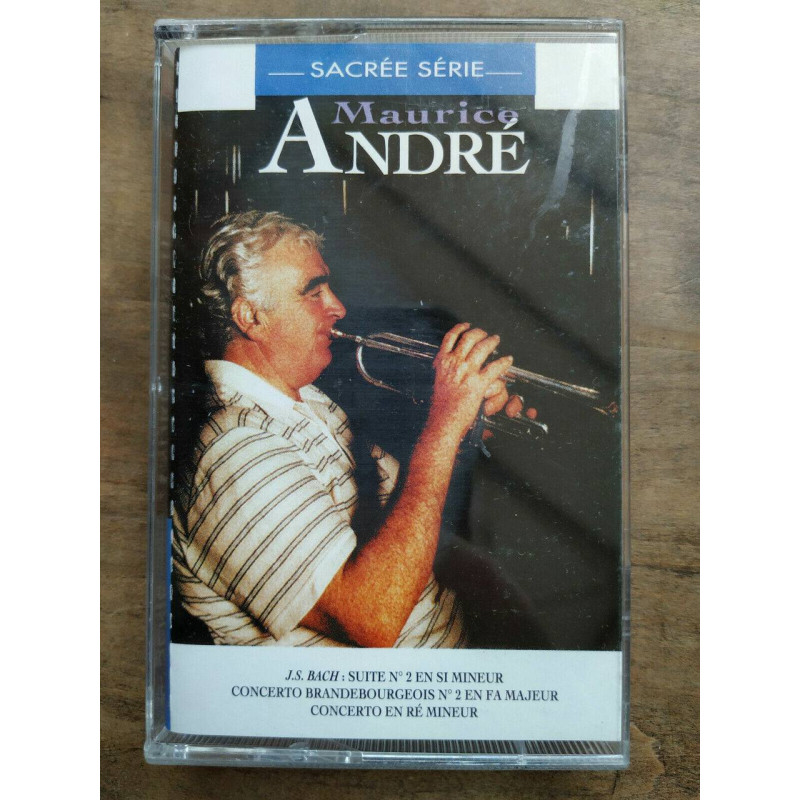 SACRÉE SÉRIE
Maurice
ANDRÉ
J.S. BACH : SUITE N° 2 EN SI MINEUR
CONCERTO BRANDEBOURGEOIS N° 2 EN FA MAJEUR
CONCERTO EN RÉ MINEUR